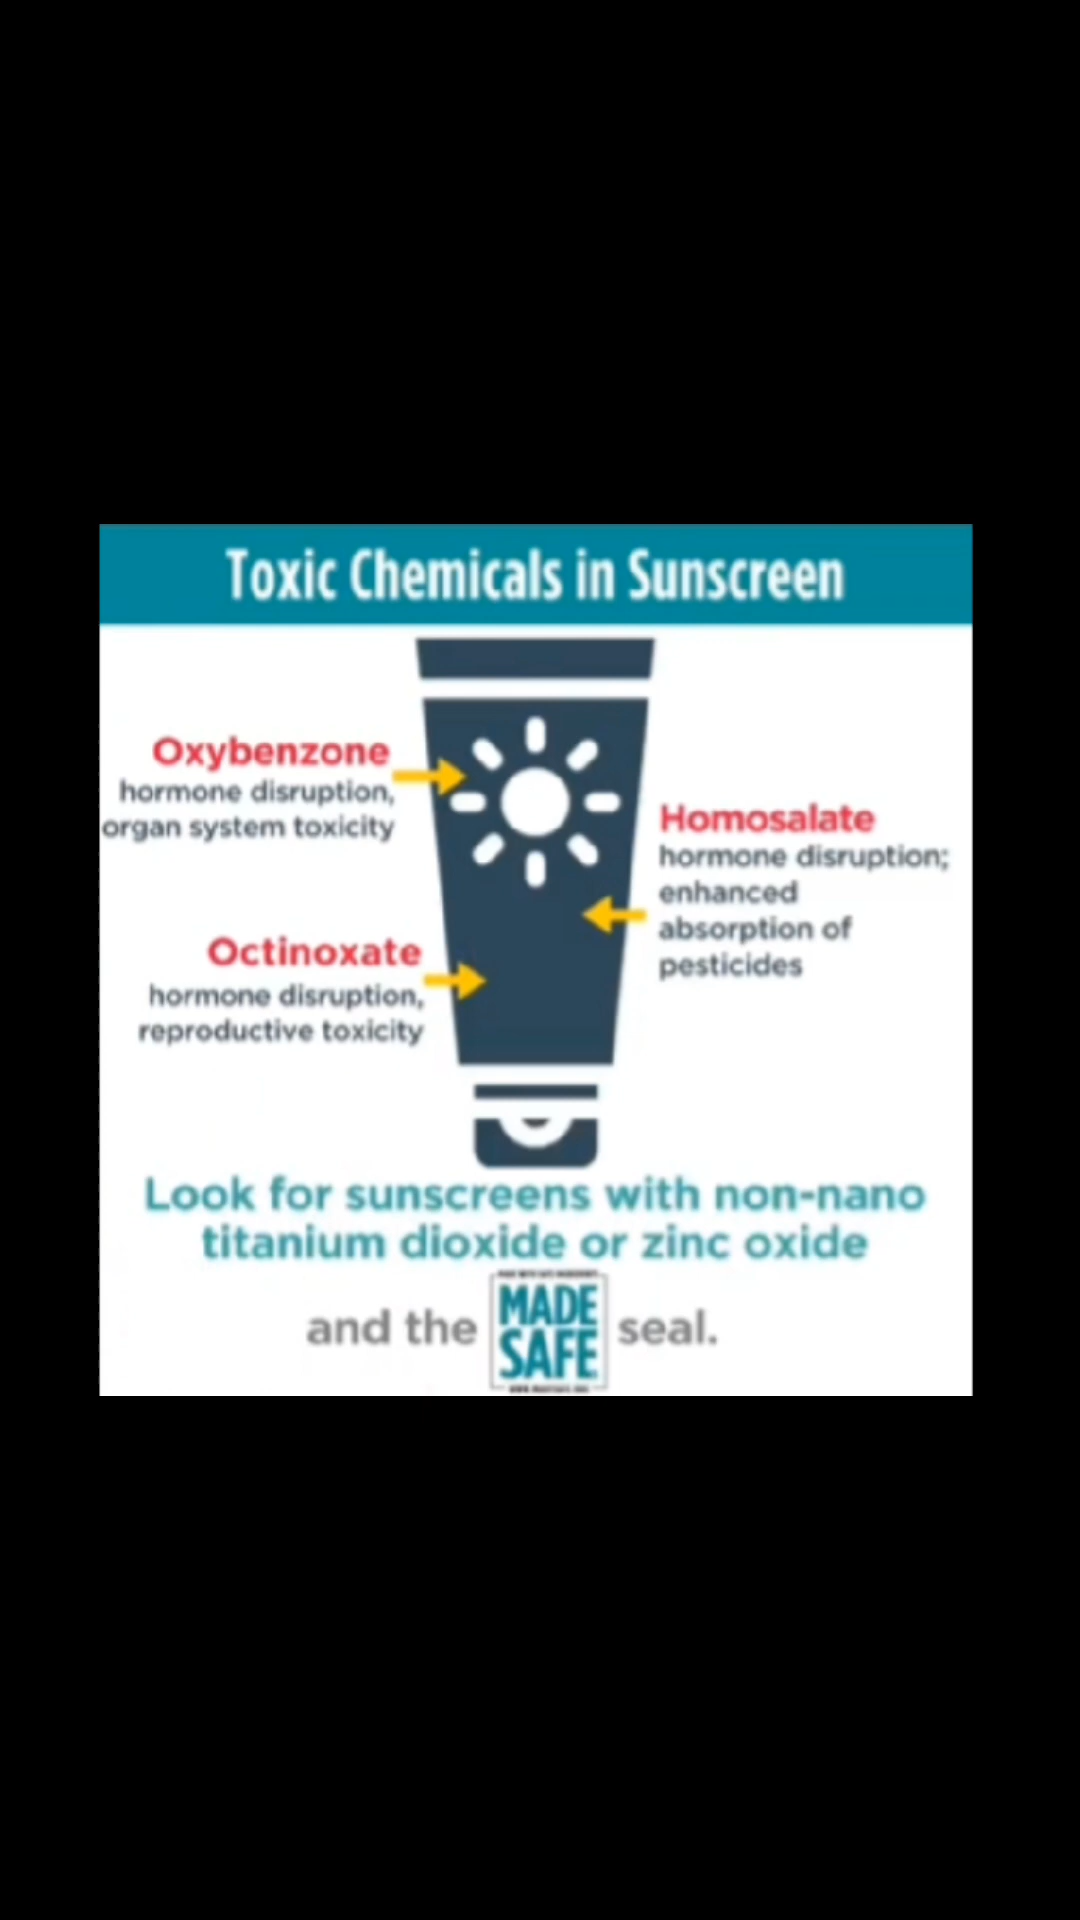 Toxic Chemicals in Sunscreen
Oxybenzone
hormone disruption,
organ system toxicity
Homosalate
hormone disruption;
enhanced
absorption of
pesticides
Octinoxate
hormone disruption,
reproductive toxicity
Look for sunscreens with non-nano
titanium dioxide or zinc oxide
and the MADE SAFE seal.